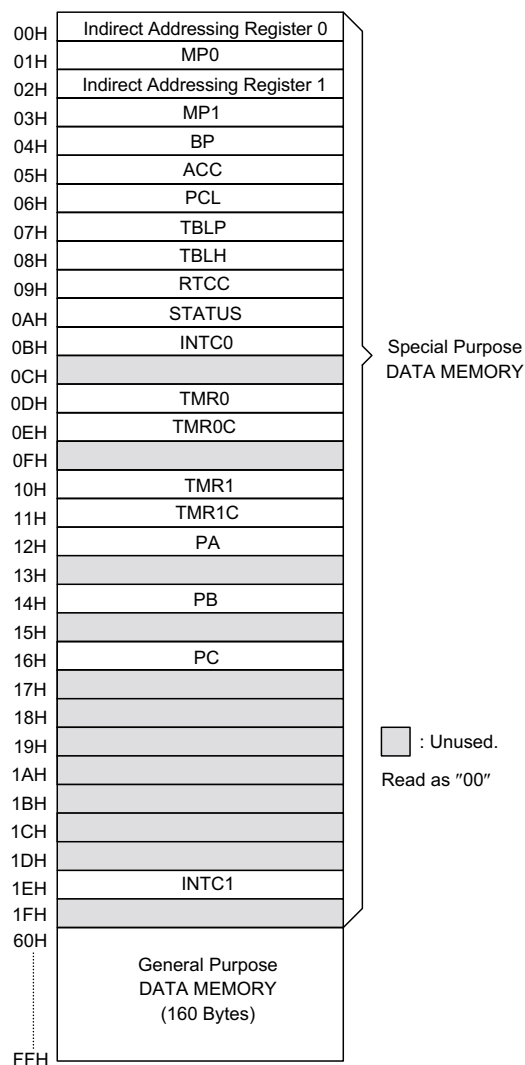 00H Indirect Addressing Register 0
01H MP0
02H Indirect Addressing Register 1
03H MP1
04H BP
05H ACC
06H PCL
07H TBLP
08H TBLH
09H RTCC
0AH STATUS
0BH INTC0
0CH
0DH TMR0
0EH TMR0C
0FH
10H TMR1
11H TMR1C
12H PA
13H
14H PB
15H
16H PC
17H
18H
19H
1AH
1BH
1CH
1DH
1EH INTC1
1FH
60H
General Purpose
DATA MEMORY
(160 Bytes)
FFH
Special Purpose
DATA MEMORY
: Unused.
Read as ″00″